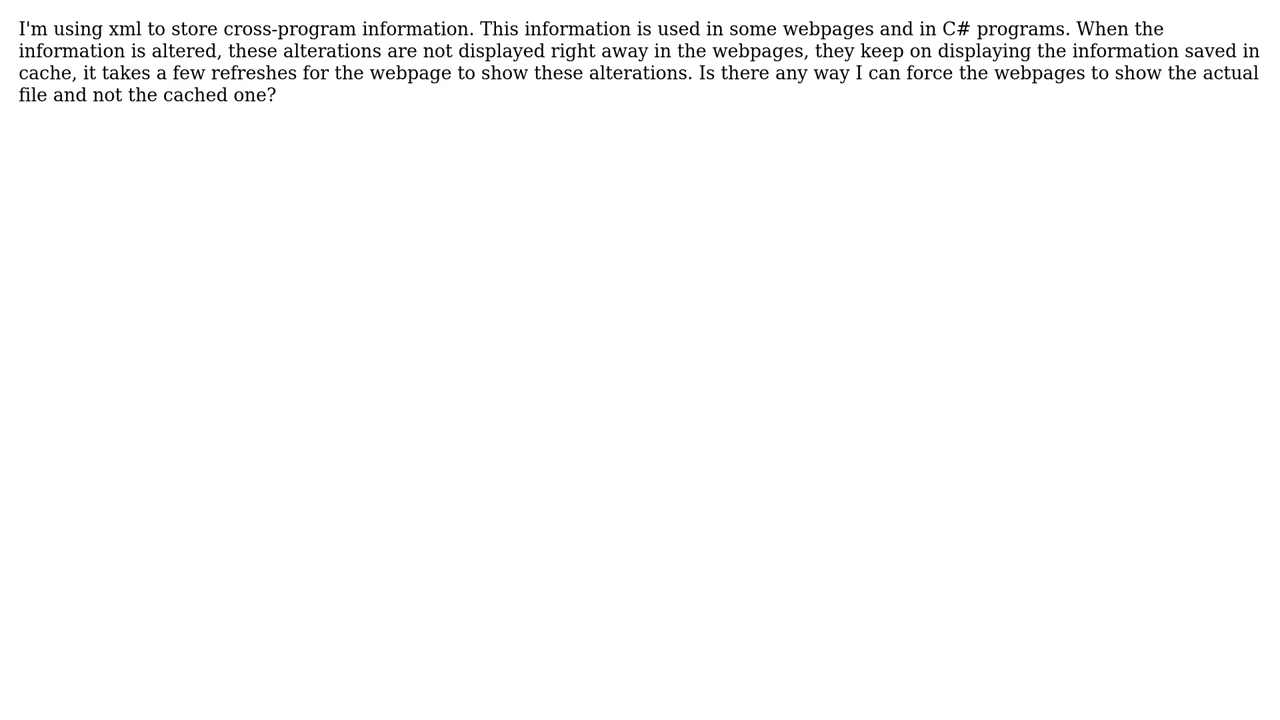 I'm using xml to store cross-program information. This information is used in some webpages and in C# programs. When the
information is altered, these alterations are not displayed right away in the webpages, they keep on displaying the information saved in
cache, it takes a few refreshes for the webpage to show these alterations. Is there any way I can force the webpages to show the actual
file and not the cached one?